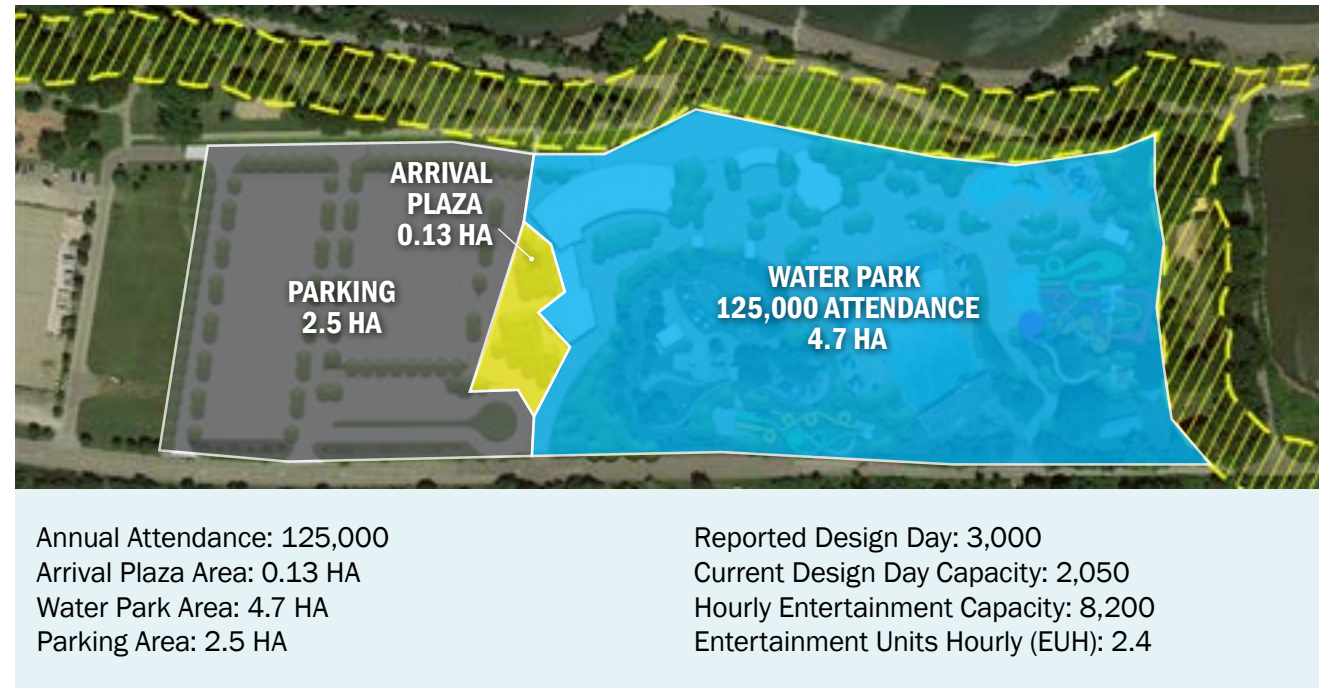 ARRIVAL
PLAZA
0.13 HA
PARKING
2.5 HA
WATER PARK
125,000 ATTENDANCE
4.7 HA
Annual Attendance: 125,000
Arrival Plaza Area: 0.13 HA
Water Park Area: 4.7 HA
Parking Area: 2.5 HA
Reported Design Day: 3,000
Current Design Day Capacity: 2,050
Hourly Entertainment Capacity: 8,200
Entertainment Units Hourly (EUH): 2.4